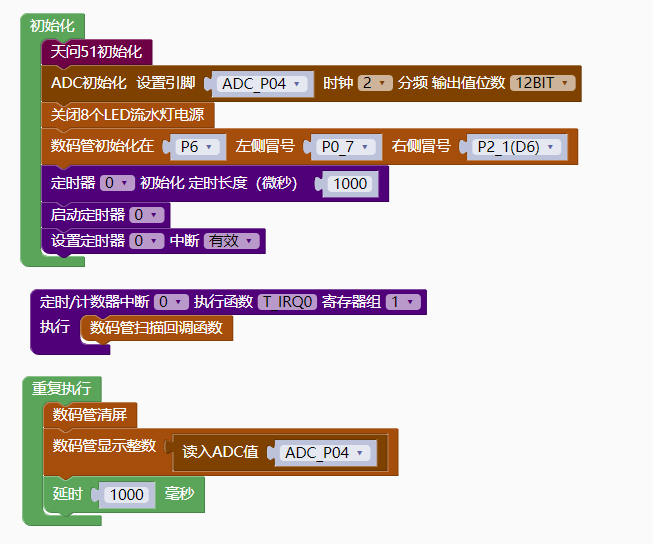 初始化
天问51初始化
ADC初始化 设置引脚 ADC_P04 时钟 2 分频 输出值位数 12BIT
关闭8个LED流水灯电源
数码管初始化在 P6 左侧冒号 P0_7 右侧冒号 P2_1(D6)
定时器 0 初始化 定时长度（微秒） 1000
启动定时器 0
设置定时器 0 中断 有效
定时/计数器中断 0 执行函数 T_IRQ0 寄存器组 1
执行 数码管扫描回调函数
重复执行
数码管清屏
数码管显示整数 读入ADC值 ADC_P04
延时 1000 毫秒